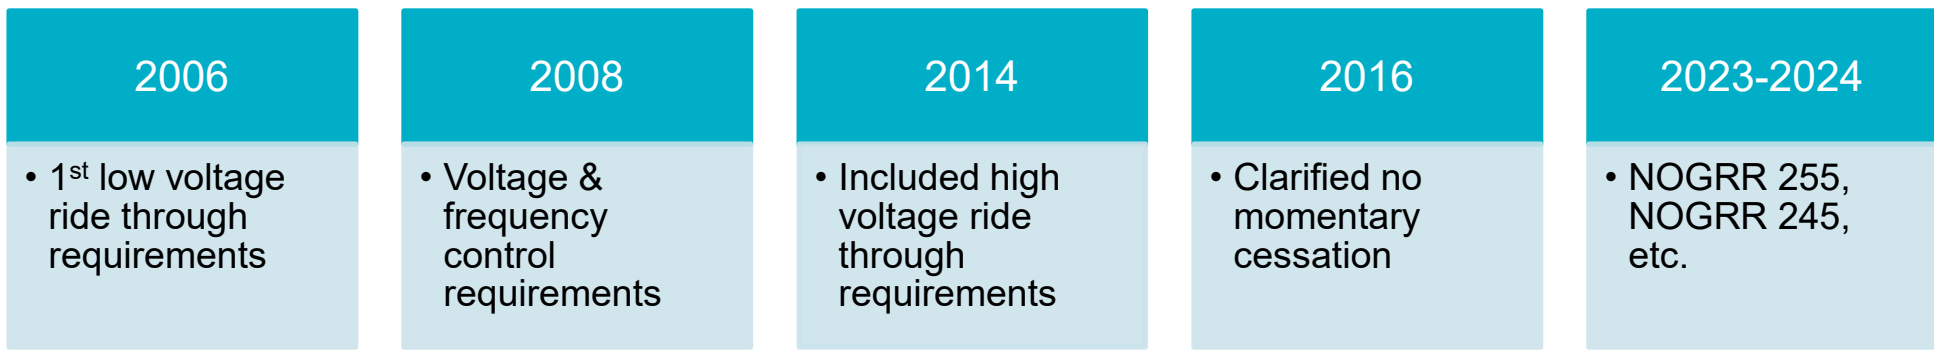 2006
• 1st low voltage
ride through
requirements
2008
• Voltage &
frequency
control
requirements
2014
• Included high
voltage ride
through
requirements
2016
• Clarified no
momentary
cessation
2023-2024
• NOGRR 255,
NOGRR 245,
etc.